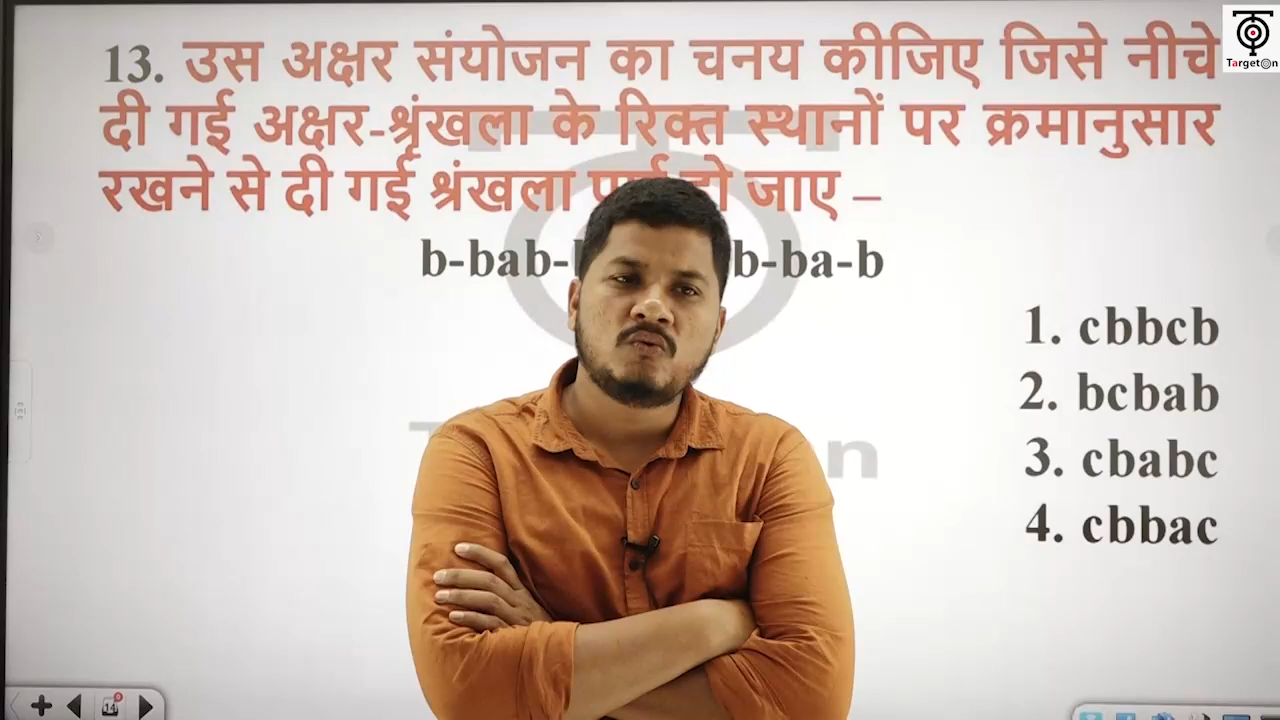 13. उस अक्षर संयोजन का चनय कीजिए जिसे नीचे
दी गई अक्षर-श्रृंखला के रिक्त स्थानों पर क्रमानुसार
रखने से दी गई श्रंखला हो जाए –
b-bab- b-ba-b
1. cbbcb
2. bcbab
3. cbabc
4. cbbac
TargetOn
14